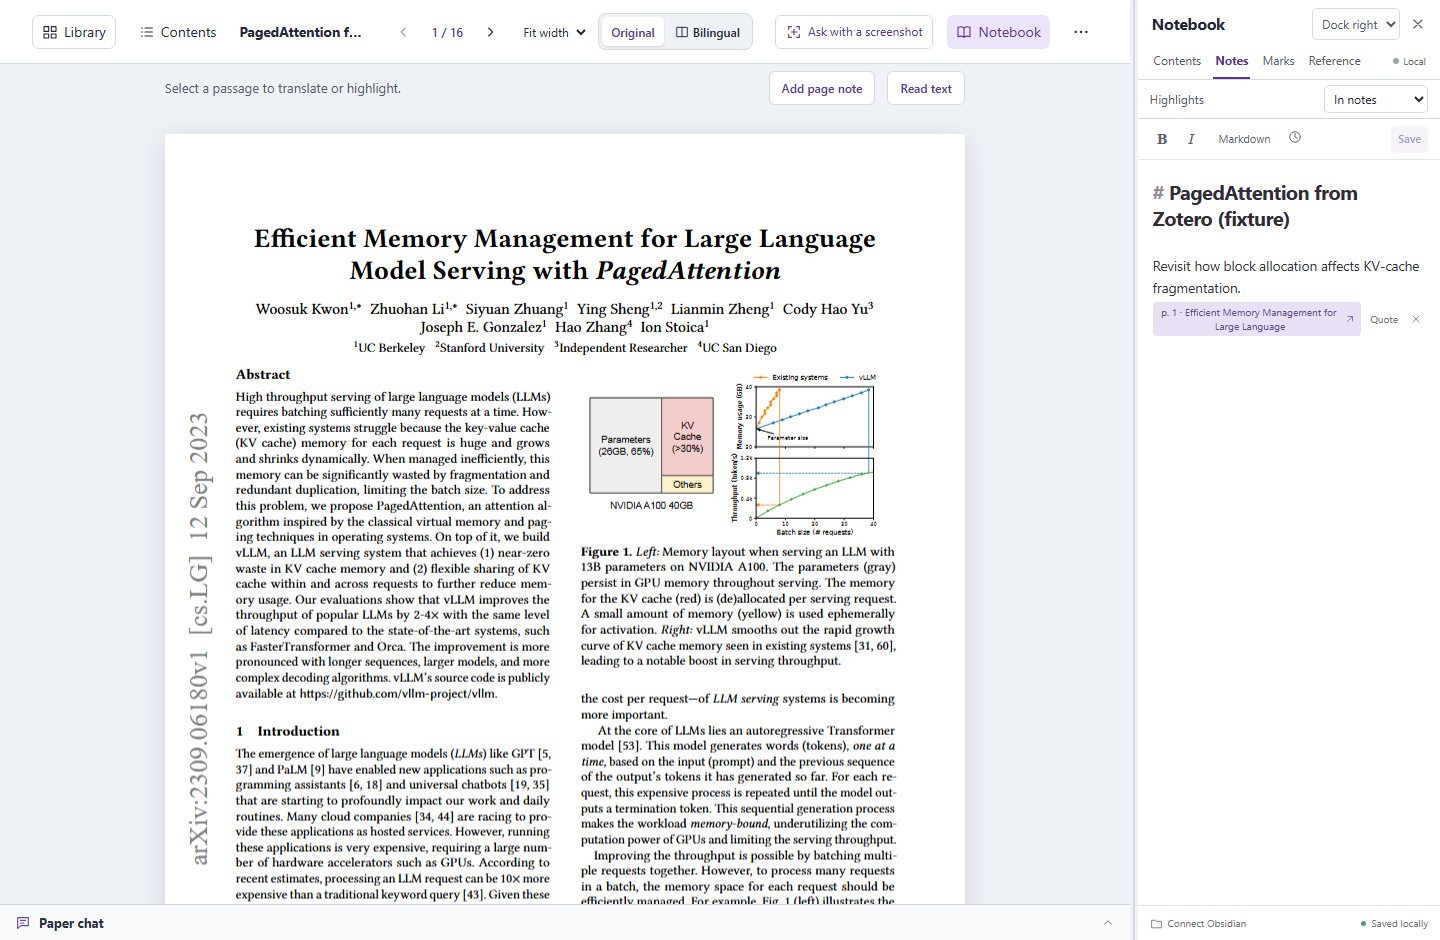 Library
Contents
PagedAttention f...
1 / 16
Fit width
Original
Bilingual
Ask with a screenshot
Notebook
Select a passage to translate or highlight.
Add page note
Read text
Efficient Memory Management for Large Language
Model Serving with PagedAttention
Woosuk Kwon1,* Zhuohan Li1,* Siyuan Zhuang1 Ying Sheng1,2 Lianmin Zheng1 Cody Hao Yu3
Joseph E. Gonzalez1 Hao Zhang4 Ion Stoica1
1UC Berkeley 2Stanford University 3Independent Researcher 4UC San Diego
arXiv:2309.06180v1 [cs.LG] 12 Sep 2023
Abstract
High throughput serving of large language models (LLMs)
requires batching sufficiently many requests at a time. How-
ever, existing systems struggle because the key-value cache
(KV cache) memory for each request is huge and grows
and shrinks dynamically. When managed inefficiently, this
memory can be significantly wasted by fragmentation and
redundant duplication, limiting the batch size. To address
this problem, we propose PagedAttention, an attention al-
gorithm inspired by the classical virtual memory and pag-
ing techniques in operating systems. On top of it, we build
vLLM, an LLM serving system that achieves (1) near-zero
waste in KV cache memory and (2) flexible sharing of KV
cache within and across requests to further reduce mem-
ory usage. Our evaluations show that vLLM improves the
throughput of popular LLMs by 2-4× with the same level
of latency compared to the state-of-the-art systems, such
as FasterTransformer and Orca. The improvement is more
pronounced with longer sequences, larger models, and more
complex decoding algorithms. vLLM's source code is publicly
available at https://github.com/vllm-project/vllm.
1 Introduction
The emergence of large language models (LLMs) like GPT [5,
37] and PaLM [9] have enabled new applications such as pro-
gramming assistants [6, 18] and universal chatbots [19, 35]
that are starting to profoundly impact our work and daily
routines. Many cloud companies [34, 44] are racing to pro-
vide these applications as hosted services. However, running
these applications is very expensive, requiring a large num-
ber of hardware accelerators such as GPUs. According to
recent estimates, processing an LLM request can be 10× more
expensive than a traditional keyword query [43]. Given these
Parameters
(26GB, 65%)
KV
Cache
(>30%)
Others
NVIDIA A100 40GB
Existing systems
vLLM
Memory usage (GB)
40
30
20
Parameter size
Throughput (token/s)
1.2k
0.8k
0.4k
0
0 10 20 30 40
Batch size (# requests)
Figure 1. Left: Memory layout when serving an LLM with
13B parameters on NVIDIA A100. The parameters (gray)
persist in GPU memory throughout serving. The memory
for the KV cache (red) is (de)allocated per serving request.
A small amount of memory (yellow) is used ephemerally
for activation. Right: vLLM smooths out the rapid growth
curve of KV cache memory seen in existing systems [31, 60],
leading to a notable boost in serving throughput.
the cost per request—of LLM serving systems is becoming
more important.
At the core of LLMs lies an autoregressive Transformer
model [53]. This model generates words (tokens), one at a
time, based on the input (prompt) and the previous sequence
of the output's tokens it has generated so far. For each re-
quest, this expensive process is repeated until the model out-
puts a termination token. This sequential generation process
makes the workload memory-bound, underutilizing the com-
putation power of GPUs and limiting the serving throughput.
Improving the throughput is possible by batching multi-
ple requests together. However, to process many requests
in a batch, the memory space for each request should be
efficiently managed. For example, Fig. 1 (left) illustrates the
Paper chat
Notebook
Dock right
Contents
Notes
Marks
Reference
Local
Highlights
In notes
B
I
Markdown
Save
# PagedAttention from
Zotero (fixture)
Revisit how block allocation affects KV-cache
fragmentation.
p. 1 · Efficient Memory Management for
Large Language
Quote
Connect Obsidian
Saved locally